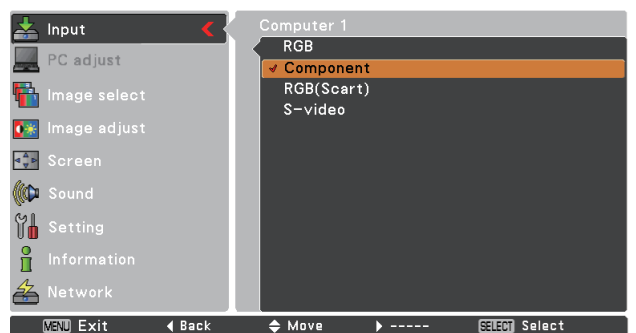 Input
PC adjust
Image select
Image adjust
Screen
Sound
Setting
Information
Network
Computer 1
RGB
Component
RGB(Scart)
S-video
MENU Exit Back Move ----- SELECT Select